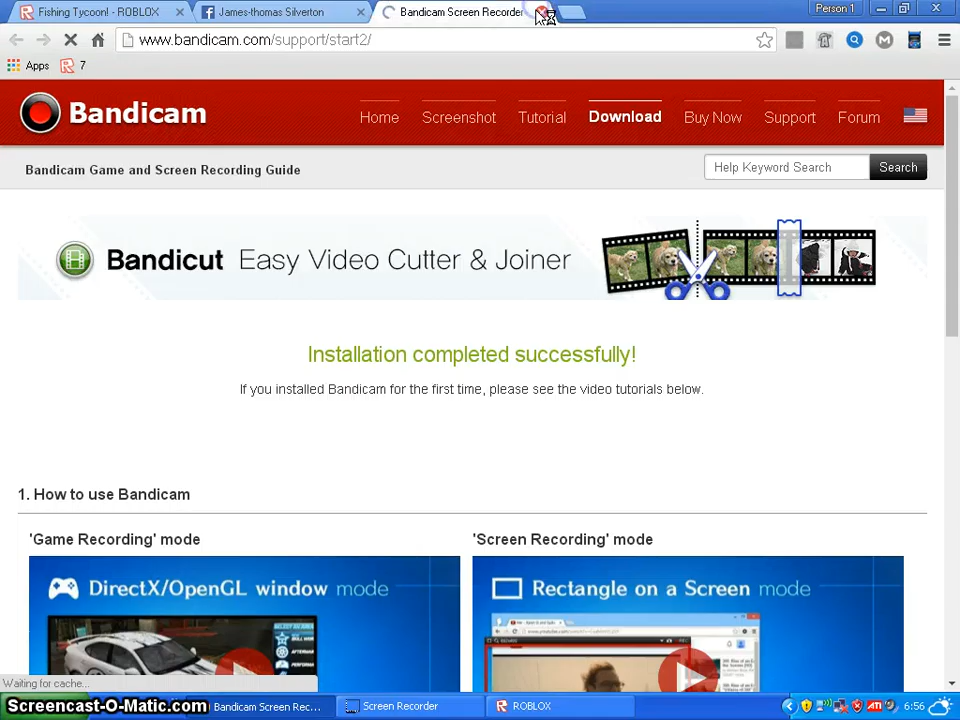 Fishing Tycoon! - ROBLOX
James-thomas Silverton
Bandicam Screen Recorder
Person 1
www.bandicam.com/support/start2/
Apps
7
Bandicam
Home
Screenshot
Tutorial
Download
Buy Now
Support
Forum
Bandicam Game and Screen Recording Guide
Help Keyword Search
Search
Bandicut Easy Video Cutter & Joiner
Installation completed successfully!
If you installed Bandicam for the first time, please see the video tutorials below.
1. How to use Bandicam
'Game Recording' mode
'Screen Recording' mode
DirectX/OpenGL window mode
Rectangle on a Screen mode
Waiting for cache...
Screencast-O-Matic.com
Bandicam Screen Rec...
Screen Recorder
ROBLOX
ATI
6:56